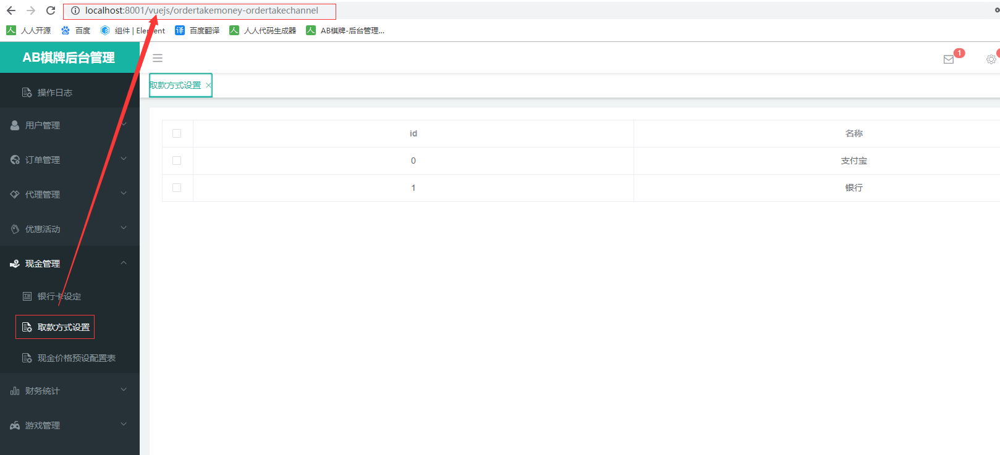 localhost:8001/vuejs/ordertakemoney-ordertakechannel
人人开源 百度 组件 | Element 百度翻译 人人代码生成器 AB棋牌-后台管理...
AB棋牌后台管理
1
取款方式设置
操作日志
用户管理
订单管理
代理管理
优惠活动
现金管理
银行卡设定
取款方式设置
现金价格预设配置表
财务统计
游戏管理
id 名称
0 支付宝
1 银行